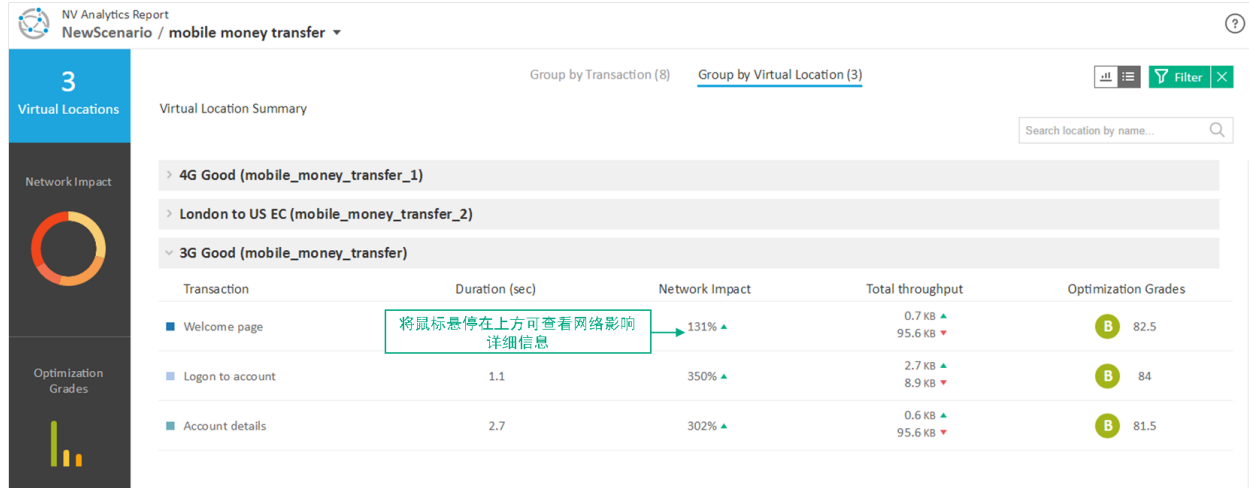 NV Analytics Report
NewScenario / mobile money transfer
?
3
Virtual Locations
Group by Transaction (8)
Group by Virtual Location (3)
Filter
Virtual Location Summary
Search location by name...
Network Impact
4G Good (mobile_money_transfer_1)
London to US EC (mobile_money_transfer_2)
3G Good (mobile_money_transfer)
Transaction
Duration (sec)
Network Impact
Total throughput
Optimization Grades
Welcome page
将鼠标悬停在上方可查看网络影响
详细信息
131%
0.7 KB
95.6 KB
B
82.5
Logon to account
1.1
350%
2.7 KB
8.9 KB
B
84
Account details
2.7
302%
0.6 KB
95.6 KB
B
81.5
Optimization
Grades